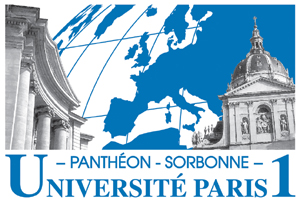 – PANTHÉON - SORBONNE –
UNIVERSITÉ PARIS 1